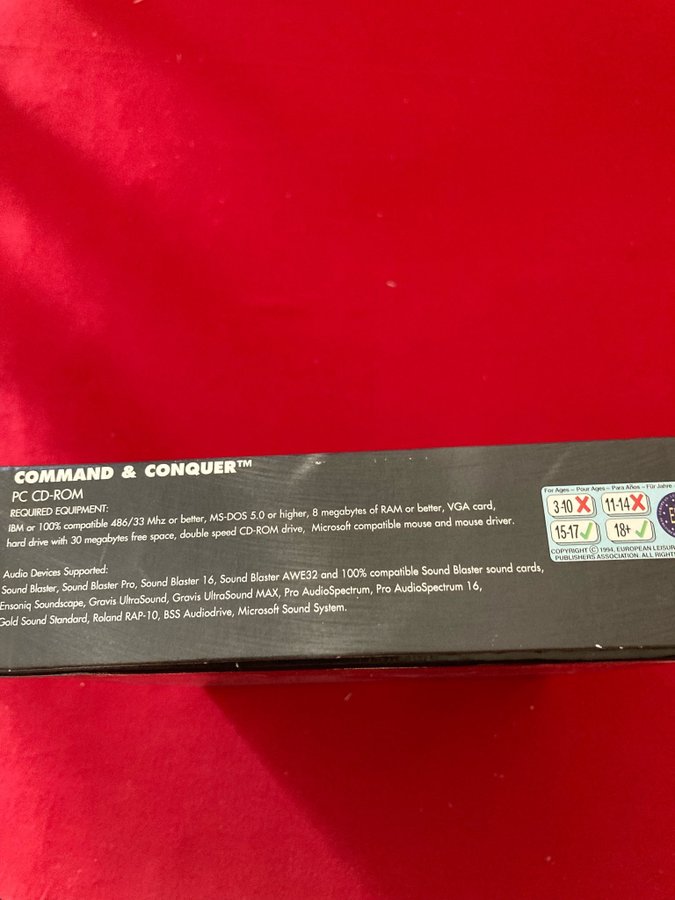 COMMAND & CONQUER™
PC CD-ROM
REQUIRED EQUIPMENT:
IBM or 100% compatible 486/33 Mhz or better, MS-DOS 5.0 or higher, 8 megabytes of RAM or better, VGA card,
hard drive with 30 megabytes free space, double speed CD-ROM drive, Microsoft compatible mouse and mouse driver.
Audio Devices Supported:
Sound Blaster, Sound Blaster Pro, Sound Blaster 16, Sound Blaster AWE32 and 100% compatible Sound Blaster sound cards,
Ensoniq Soundscape, Gravis UltraSound, Gravis UltraSound MAX, Pro AudioSpectrum, Pro AudioSpectrum 16,
Gold Sound Standard, Roland RAP-10, BSS Audiodrive, Microsoft Sound System.
For Ages - Pour Ages - Para Años - Für Jahre
3-10 11-14
15-17 18+
COPYRIGHT © 1994, EUROPEAN LEISURE
PUBLISHERS ASSOCIATION. ALL RIGHTS